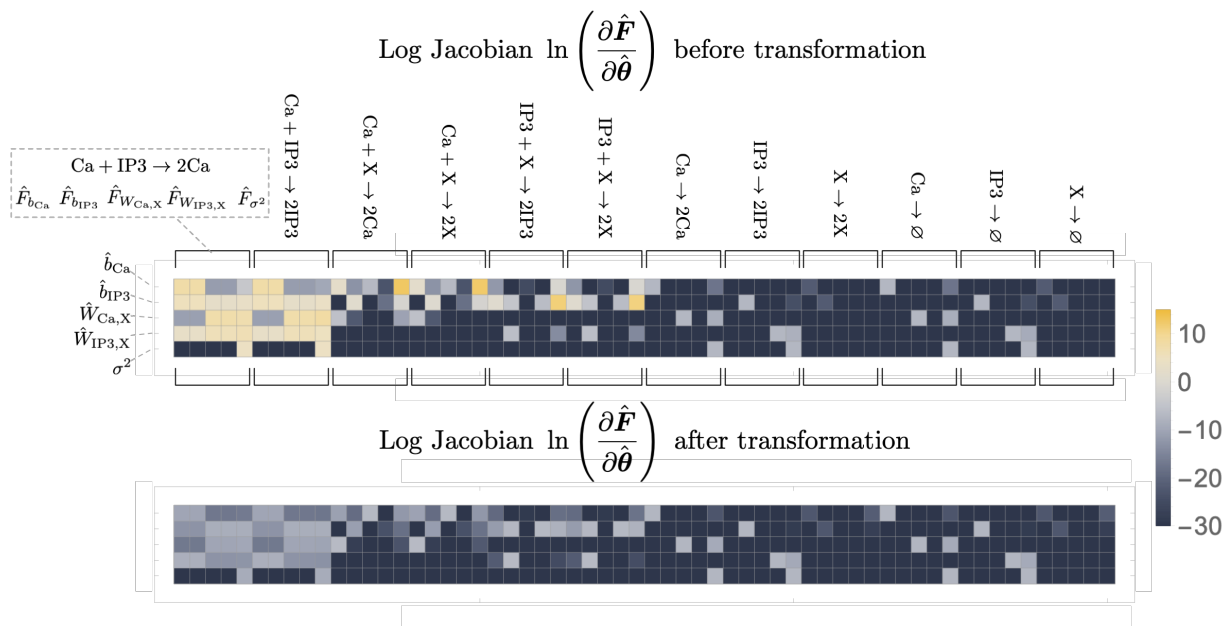 Log Jacobian ln(∂F̂/∂θ̂) before transformation
Ca + IP3 → 2Ca
F̂_{b_Ca} F̂_{b_IP3} F̂_{W_Ca,X} F̂_{W_IP3,X} F̂_{σ²}
Ca + IP3 → 2IP3
Ca + X → 2Ca
Ca + X → 2X
IP3 + X → 2IP3
IP3 + X → 2X
Ca → 2Ca
IP3 → 2IP3
X → 2X
Ca → ∅
IP3 → ∅
X → ∅
b̂_Ca
b̂_IP3
Ŵ_Ca,X
Ŵ_IP3,X
σ²
10
0
−10
−20
−30
Log Jacobian ln(∂F̂/∂θ̂) after transformation